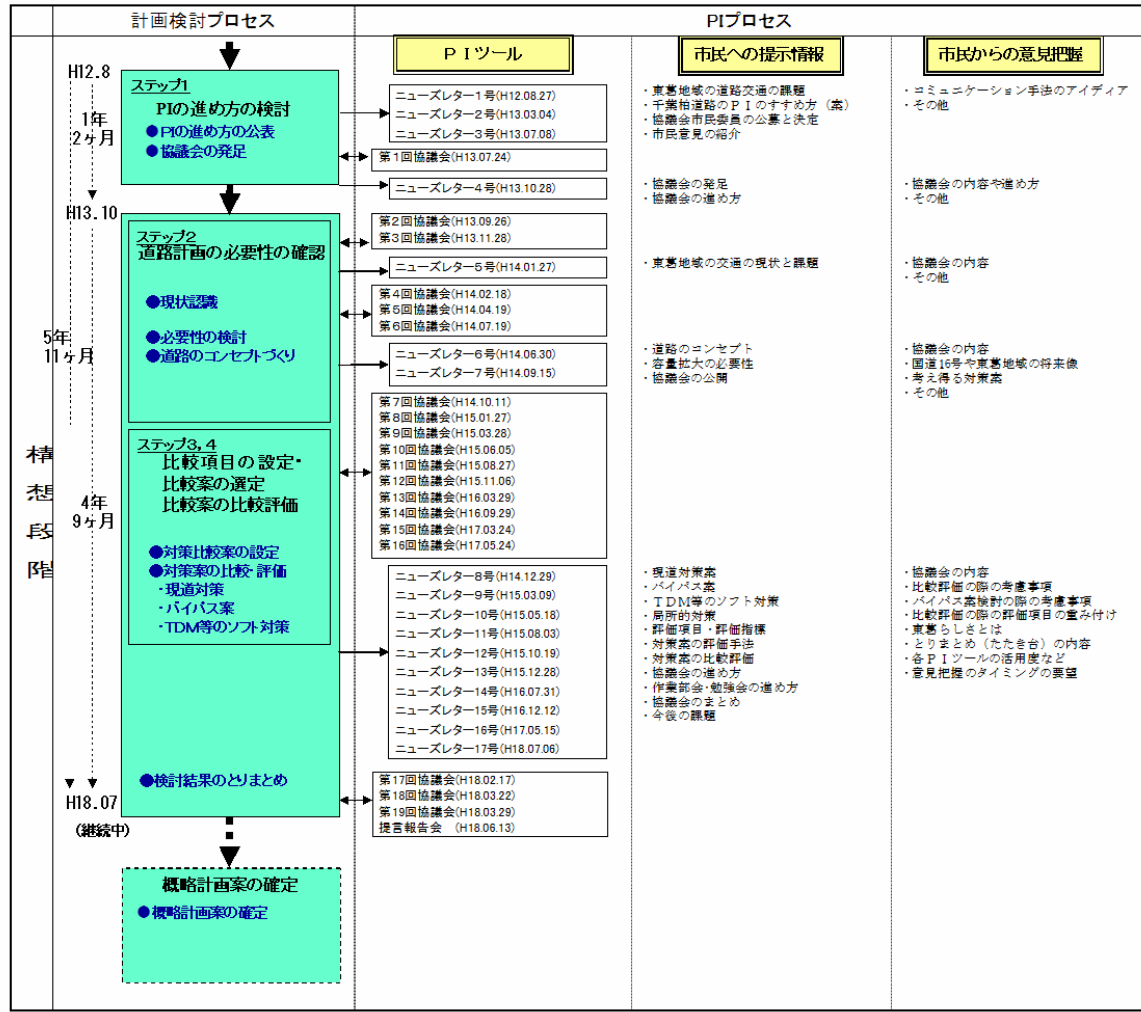 計画検討プロセス
PIプロセス
PIツール
市民への提示情報
市民からの意見把握
構想段階
H12.8
1年
2ヶ月
H13.10
5年
11ヶ月
4年
9ヶ月
H18.07
(継続中)
ステップ1
PIの進め方の検討
●PIの進め方の公表
●協議会の発足
ニューズレター1号(H12.08.27)
ニューズレター2号(H13.03.04)
ニューズレター3号(H13.07.08)
第1回協議会(H13.07.24)
ニューズレター4号(H13.10.28)
・東葛地域の道路交通の課題
・千葉柏道路のPIのすすめ方（案）
・協議会市民委員の公募と決定
・市民意見の紹介
・コミュニケーション手法のアイディア
・その他
・協議会の発足
・協議会の進め方
・協議会の内容や進め方
・その他
ステップ2
道路計画の必要性の確認
●現状認識
●必要性の検討
●道路のコンセプトづくり
第2回協議会(H13.09.26)
第3回協議会(H13.11.28)
ニューズレター5号(H14.01.27)
第4回協議会(H14.02.18)
第5回協議会(H14.04.19)
第6回協議会(H14.07.19)
ニューズレター6号(H14.06.30)
ニューズレター7号(H14.09.15)
・東葛地域の交通の現状と課題
・協議会の内容
・その他
・道路のコンセプト
・容量拡大の必要性
・協議会の公開
・協議会の内容
・国道16号や東葛地域の将来像
・考え得る対策案
・その他
ステップ3,4
比較項目の設定・
比較案の選定
比較案の比較評価
●対策比較案の設定
●対策案の比較・評価
・現道対策
・バイパス案
・TDM等のソフト対策
●検討結果のとりまとめ
第7回協議会(H14.10.11)
第8回協議会(H15.01.27)
第9回協議会(H15.03.28)
第10回協議会(H15.06.05)
第11回協議会(H15.08.27)
第12回協議会(H15.11.06)
第13回協議会(H16.03.29)
第14回協議会(H16.09.29)
第15回協議会(H17.03.24)
第16回協議会(H17.05.24)
ニューズレター8号(H14.12.29)
ニューズレター9号(H15.03.09)
ニューズレター10号(H15.05.18)
ニューズレター11号(H15.08.03)
ニューズレター12号(H15.10.19)
ニューズレター13号(H15.12.28)
ニューズレター14号(H16.07.31)
ニューズレター15号(H16.12.12)
ニューズレター16号(H17.05.15)
ニューズレター17号(H18.07.06)
・現道対策案
・バイパス案
・TDM等のソフト対策
・局所的対策
・評価項目・評価指標
・対策案の評価手法
・対策案の比較評価
・協議会の進め方
・作業部会・勉強会の進め方
・協議会のまとめ
・今後の課題
・協議会の内容
・比較評価の際の考慮事項
・バイパス案検討の際の考慮事項
・比較評価の際の評価項目の重み付け
・東葛らしさとは
・とりまとめ（たたき台）の内容
・各PIツールの活用度など
・意見把握のタイミングの要望
第17回協議会(H18.02.17)
第18回協議会(H18.03.22)
第19回協議会(H18.03.29)
提言報告会 (H18.06.13)
概略計画案の確定
●概略計画案の確定